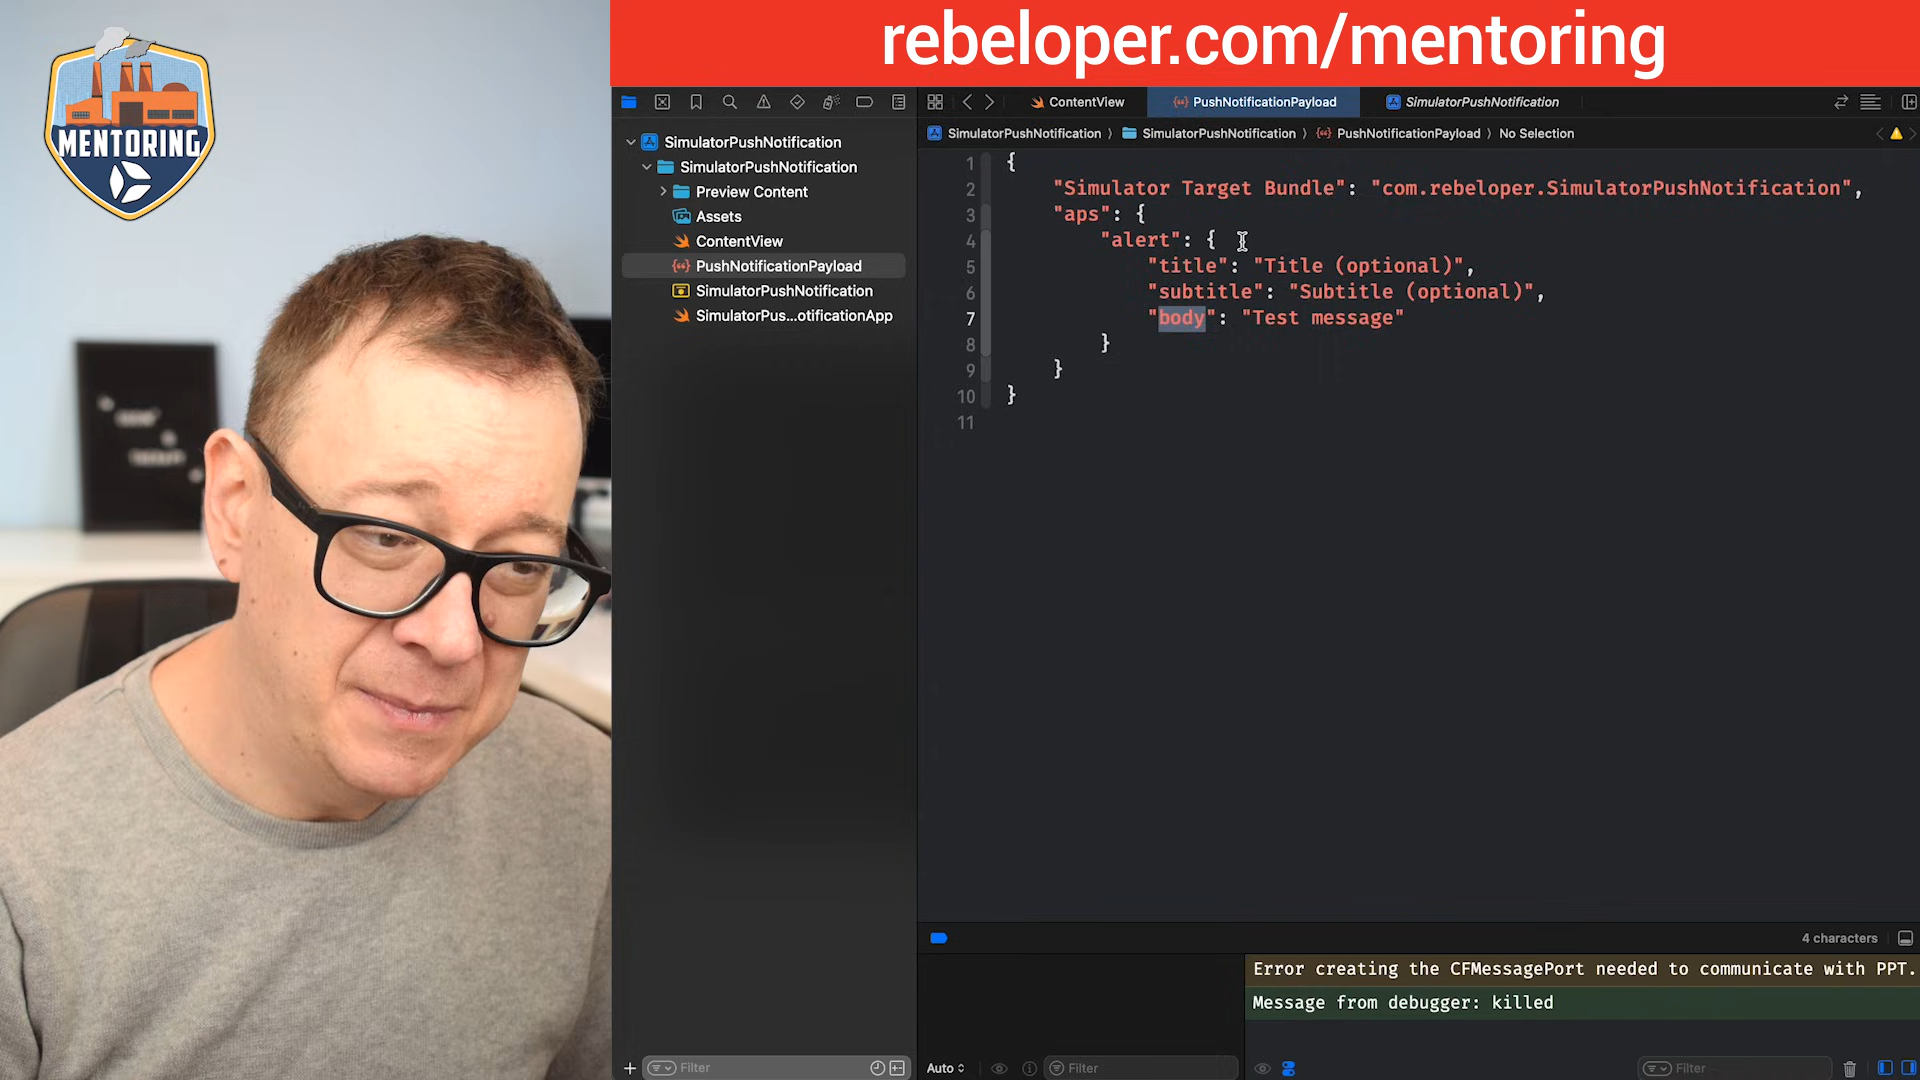 rebeloper.com/mentoring
MENTORING
ContentView
PushNotificationPayload
SimulatorPushNotification
SimulatorPushNotification
SimulatorPushNotification
Preview Content
Assets
ContentView
PushNotificationPayload
SimulatorPushNotification
SimulatorPus...otificationApp
SimulatorPushNotification 〉 SimulatorPushNotification 〉 PushNotificationPayload 〉 No Selection
1 {
2 "Simulator Target Bundle": "com.rebeloper.SimulatorPushNotification",
3 "aps": {
4 "alert": {
5 "title": "Title (optional)",
6 "subtitle": "Subtitle (optional)",
7 "body": "Test message"
8 }
9 }
10 }
11
4 characters
Error creating the CFMessagePort needed to communicate with PPT.
Message from debugger: killed
Filter
Auto
Filter
Filter